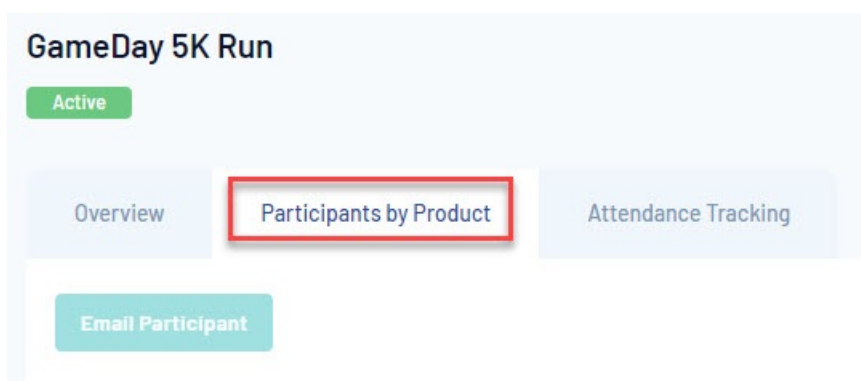 GameDay 5K Run
Active
Overview Participants by Product Attendance Tracking
Email Participant